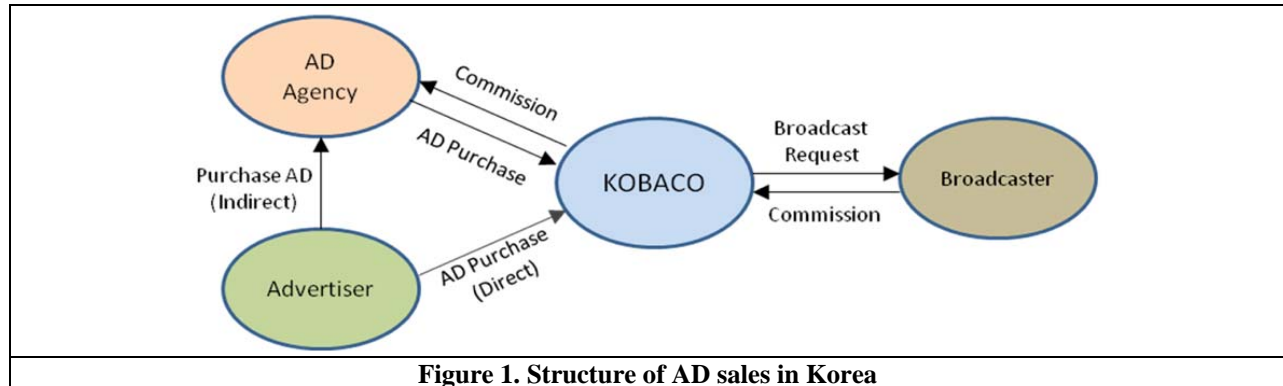 AD
Agency
Commission
AD Purchase
Purchase AD
(Indirect)
Advertiser
AD Purchase
(Direct)
KOBACO
Broadcast
Request
Commission
Broadcaster
Figure 1. Structure of AD sales in Korea